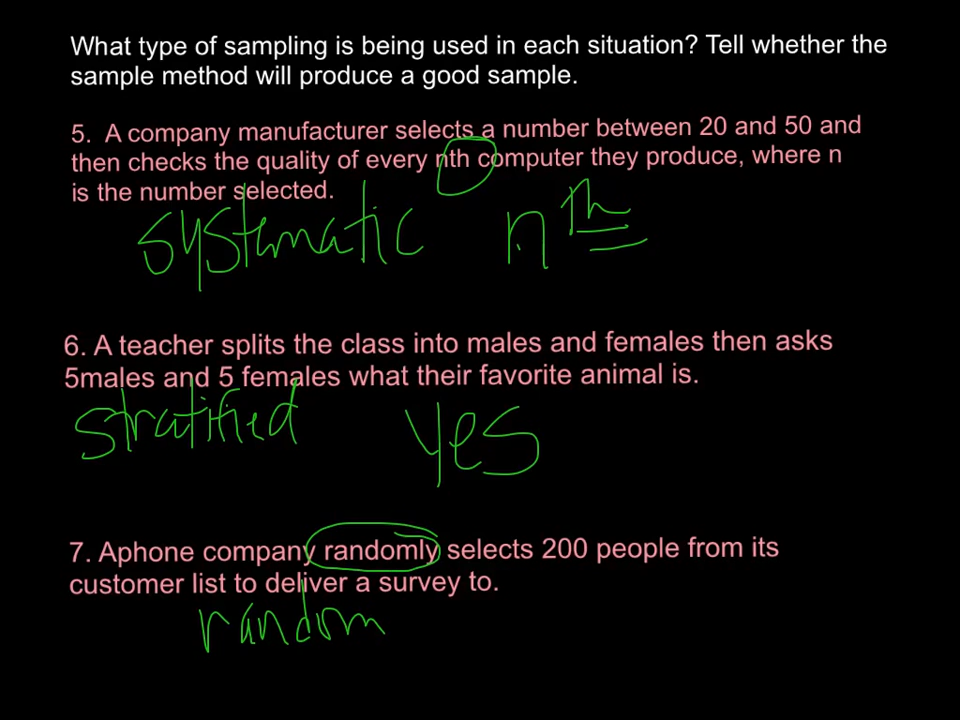 What type of sampling is being used in each situation? Tell whether the
sample method will produce a good sample.
5. A company manufacturer selects a number between 20 and 50 and
then checks the quality of every nth computer they produce, where n
is the number selected.
systematic nth
6. A teacher splits the class into males and females then asks
5males and 5 females what their favorite animal is.
stratified yes
7. Aphone company randomly selects 200 people from its
customer list to deliver a survey to.
random